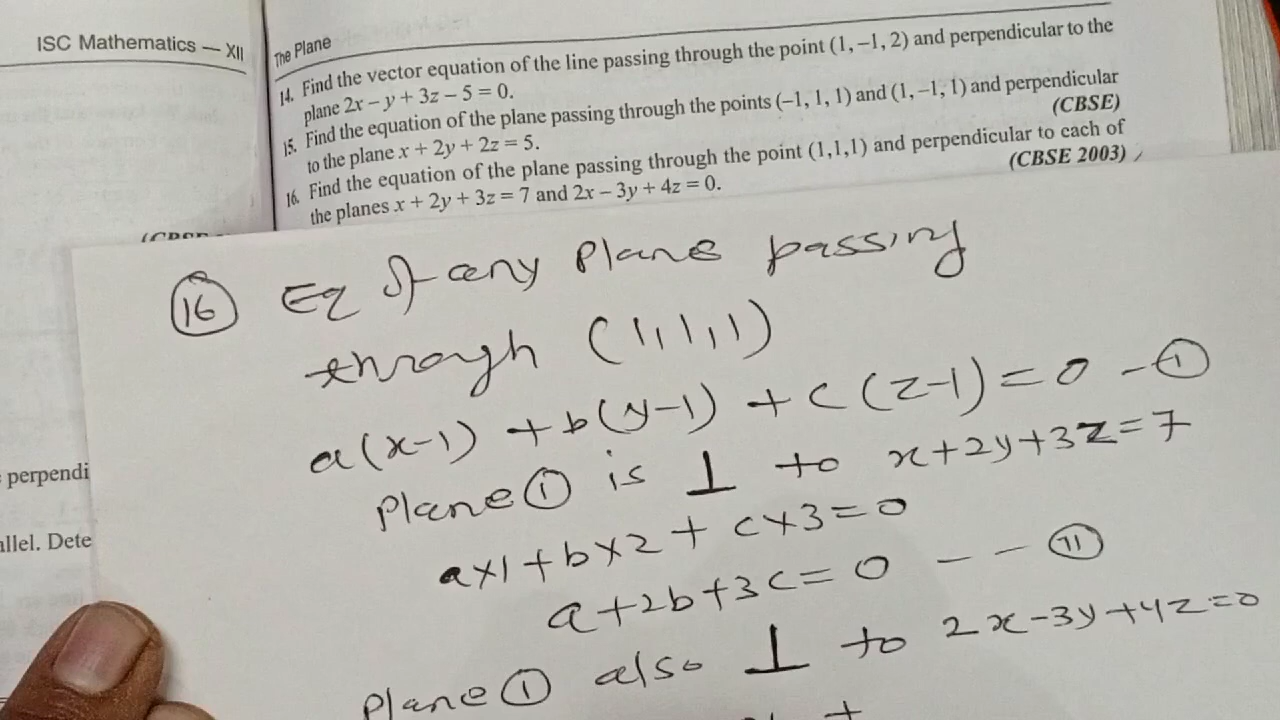 ISC Mathematics — XII
The Plane
14. Find the vector equation of the line passing through the point (1, −1, 2) and perpendicular to the
plane 2x − y + 3z − 5 = 0.
15. Find the equation of the plane passing through the points (−1, 1, 1) and (1, −1, 1) and perpendicular
to the plane x + 2y + 2z = 5.
(CBSE)
16. Find the equation of the plane passing through the point (1,1,1) and perpendicular to each of
the planes x + 2y + 3z = 7 and 2x − 3y + 4z = 0.
(CBSE 2003)
perpendi
allel. Dete
(16) Eq of any Plane passing
through (1,1,1)
a(x-1) + b(y-1) + c(z-1) = 0 - (1)
Plane (1) is ⊥ to x+2y+3z=7
a×1+b×2+c×3=0
a+2b+3c=0 -- (11)
Plane (1) also ⊥ to 2x-3y+4z=0